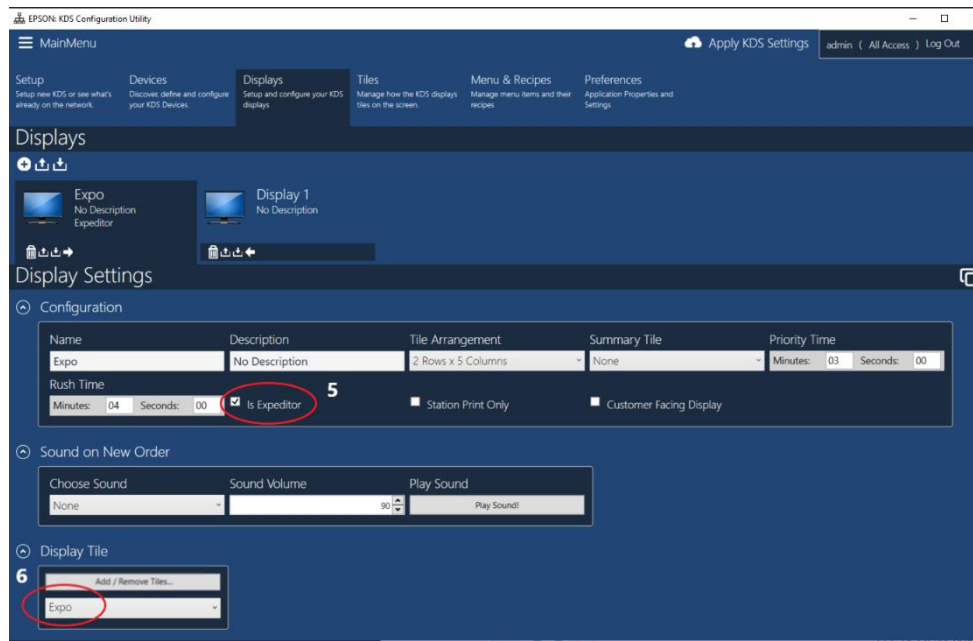 EPSON: KDS Configuration Utility
MainMenu
Apply KDS Settings
admin ( All Access ) Log Out
Setup
Setup new KDS or see what's
already on the network.
Devices
Discover, define and configure
your KDS Devices.
Displays
Setup and configure your KDS
displays
Tiles
Manage how the KDS displays
tiles on the screen.
Menu & Recipes
Manage menu items and their
recipes
Preferences
Application Properties and
Settings
Displays
Expo
No Description
Expeditor
Display 1
No Description
Display Settings
Configuration
Name
Description
Tile Arrangement
Summary Tile
Priority Time
Expo
No Description
2 Rows x 5 Columns
None
Minutes: 03 Seconds: 00
Rush Time
Minutes: 04 Seconds: 00
Is Expeditor
5
Station Print Only
Customer Facing Display
Sound on New Order
Choose Sound
Sound Volume
Play Sound
None
90
Play Sound!
Display Tile
6
Add / Remove Tiles...
Expo